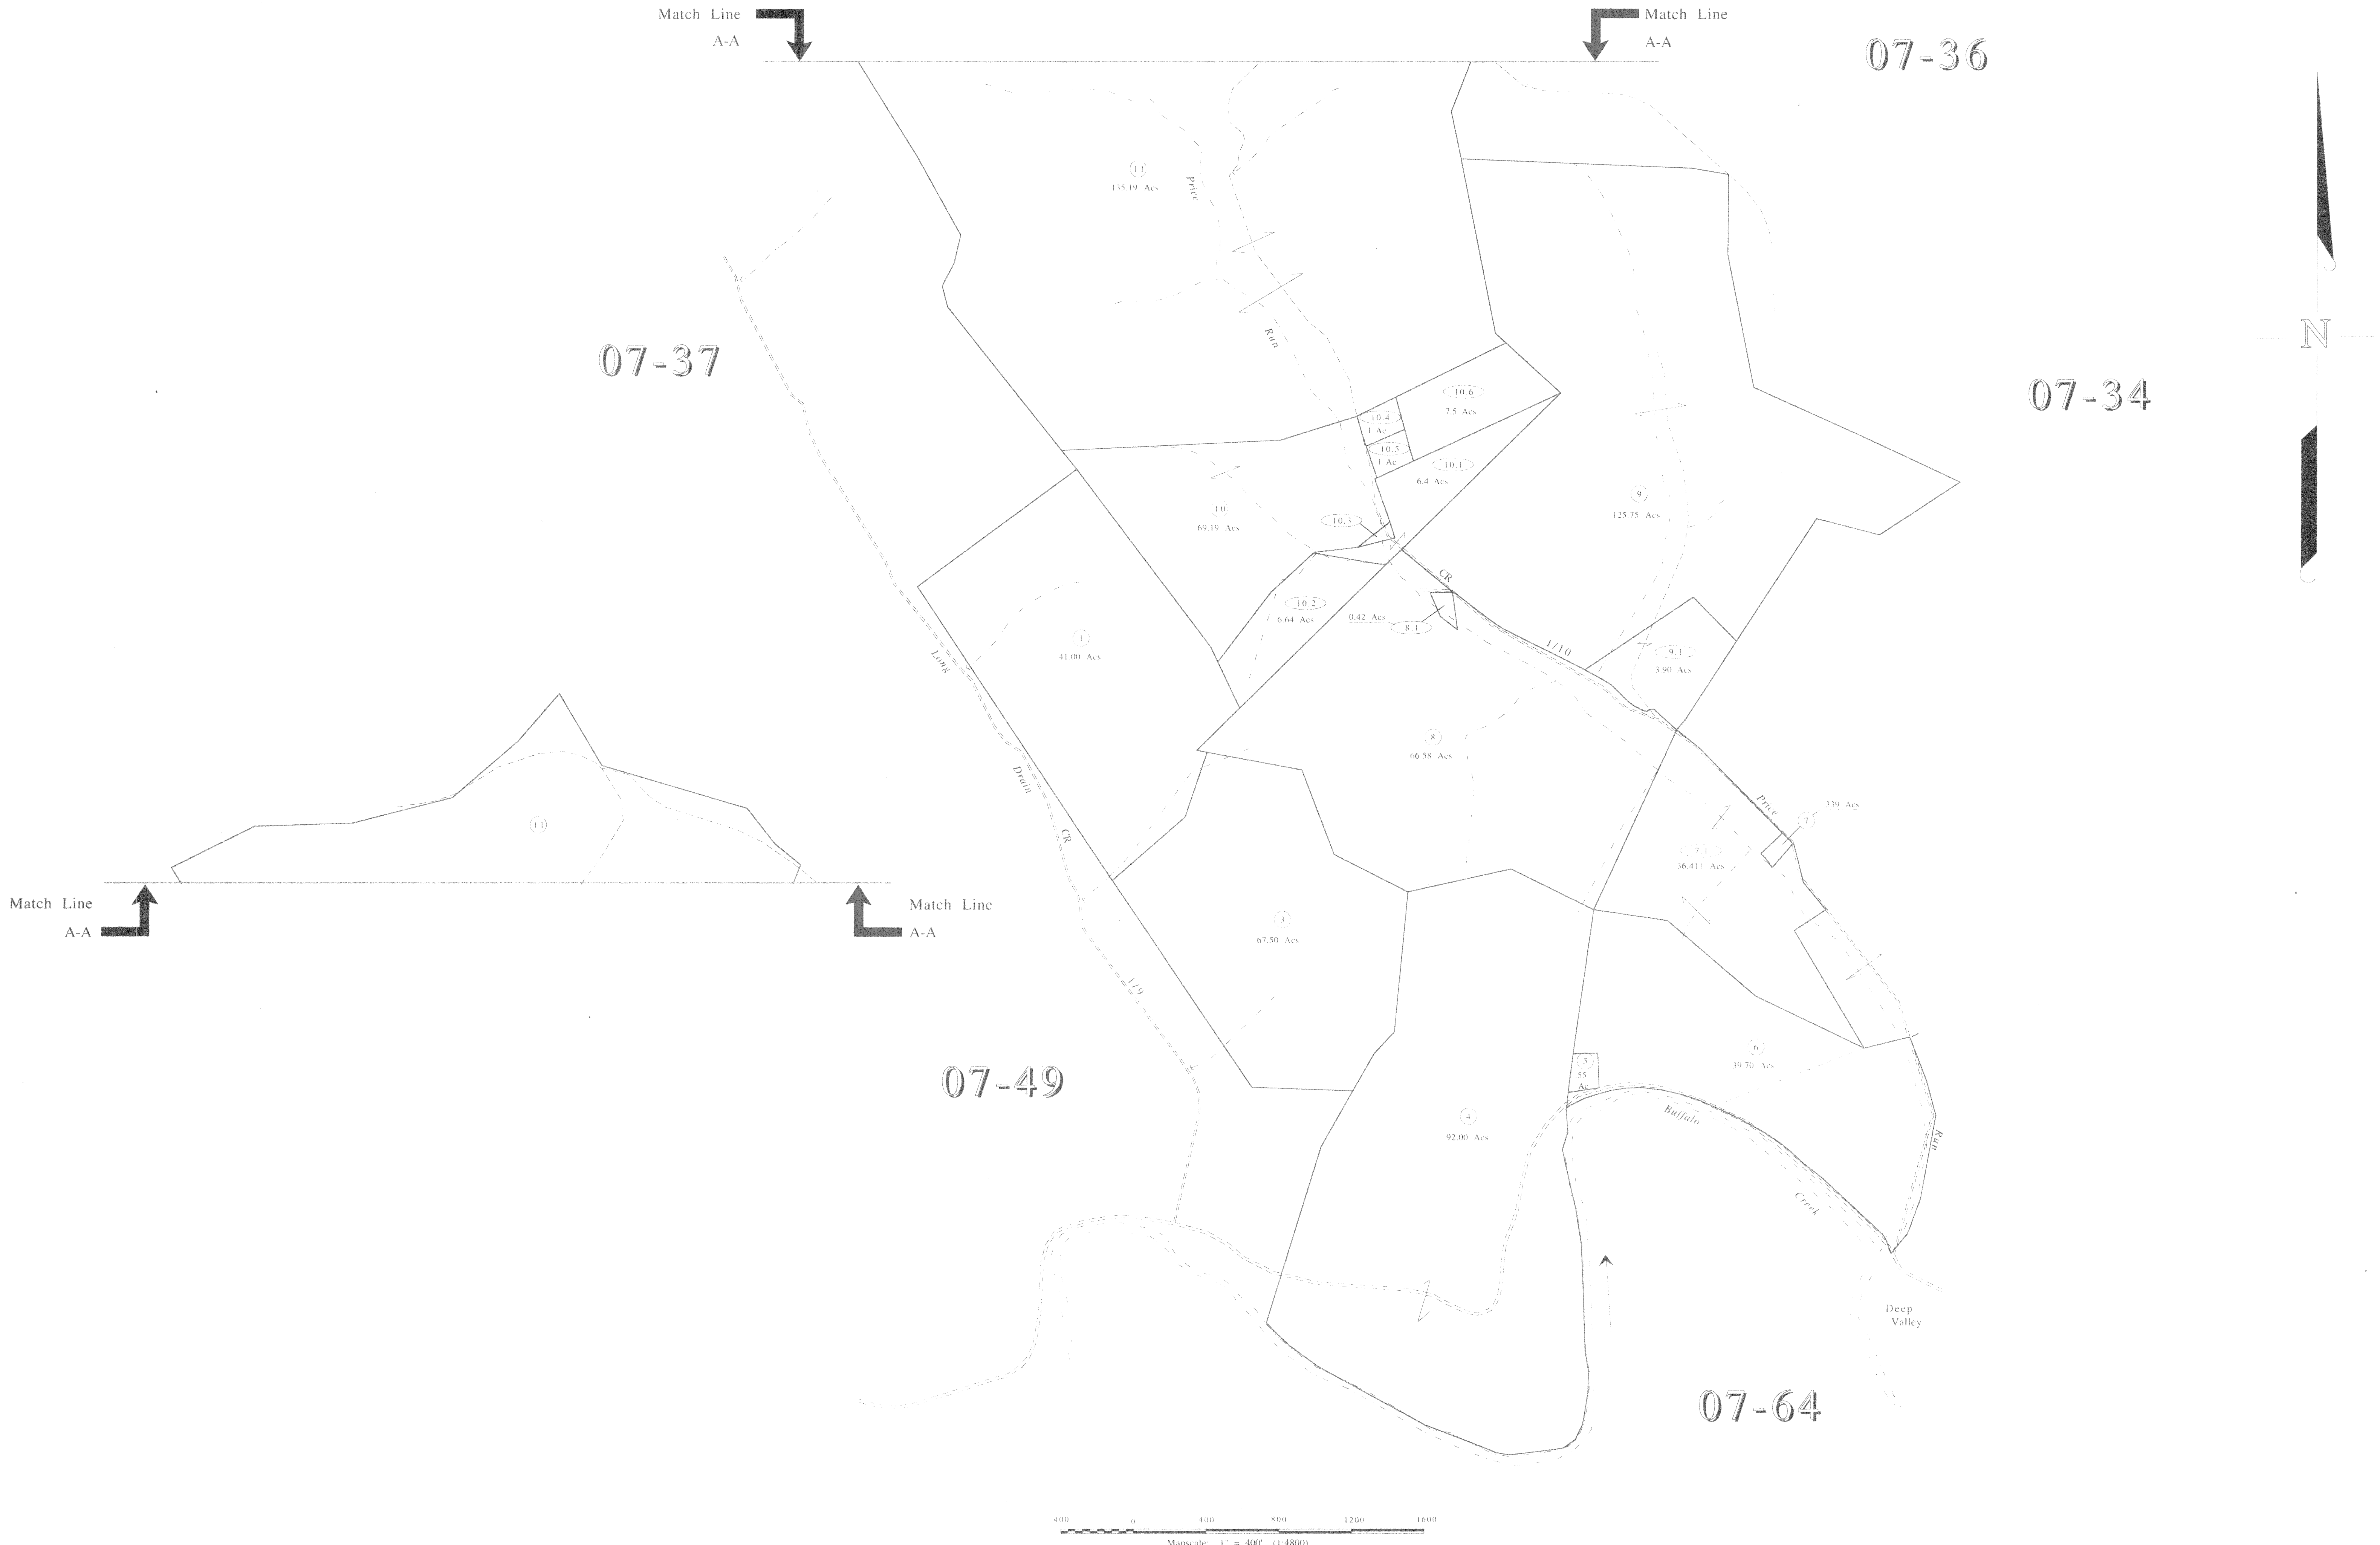 Match Line
A-A
Match Line
A-A
07-36
11
135.19 Acs
Price
Run
07-37
07-34
N
10.6
7.5 Acs
10.4
1 Ac
10.5
1 Ac
10.1
6.4 Acs
9
125.75 Acs
10
69.19 Acs
10.3
CR
10.2
6.64 Acs
0.42 Acs
8.1
1/10
1
41.00 Acs
Long
9.1
3.90 Acs
8
66.58 Acs
Drain
CR
Price
.339 Acs
7
7.1
36.411 Acs
11
Match Line
A-A
Match Line
A-A
3
67.50 Acs
1/9
07-49
5
.55
Ac
6
39.70 Acs
4
92.00 Acs
Buffalo
Run
Creek
Deep
Valley
07-64
400 0 400 800 1200 1600
Mapscale: 1" = 400' (1:4800)